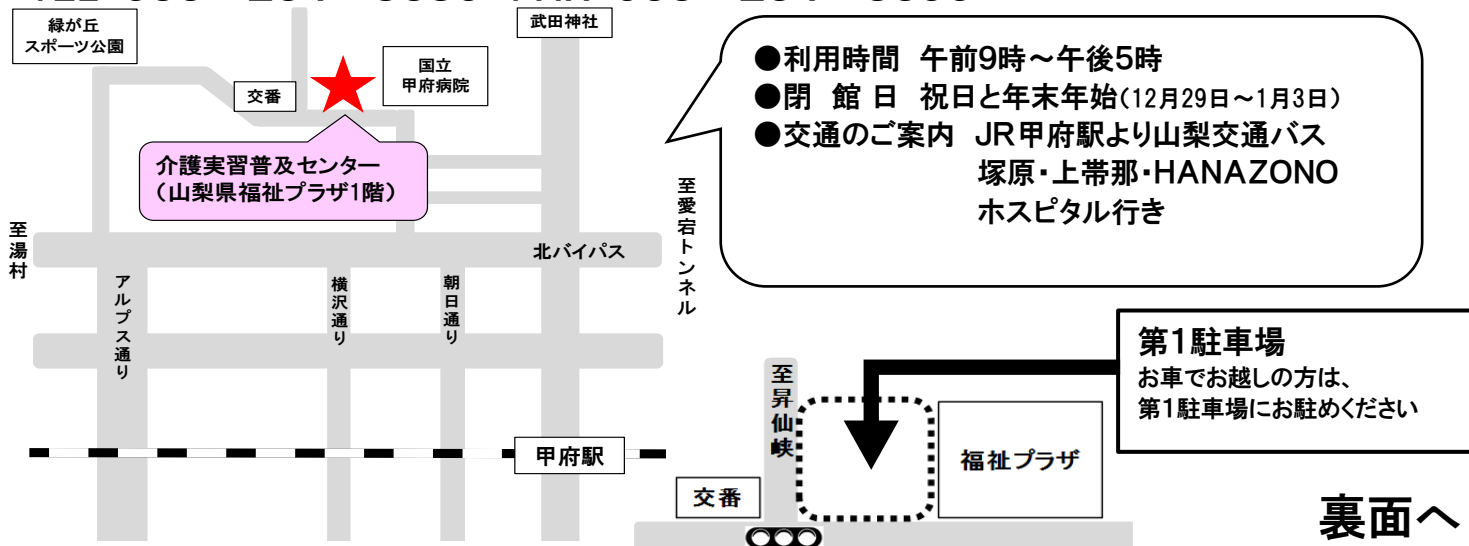 緑が丘
スポーツ公園
武田神社
国立
甲府病院
交番
介護実習普及センター
（山梨県福祉プラザ1階）
至湯村
北バイパス
至愛宕トンネル
アルプス通り
横沢通り
朝日通り
甲府駅
●利用時間　午前9時～午後5時
●閉　館　日　祝日と年末年始（12月29日～1月3日）
●交通のご案内　JR甲府駅より山梨交通バス
塚原・上帯那・HANAZONO
ホスピタル行き
第1駐車場
お車でお越しの方は、
第1駐車場にお駐めください
至昇仙峡
福祉プラザ
交番
裏面へ